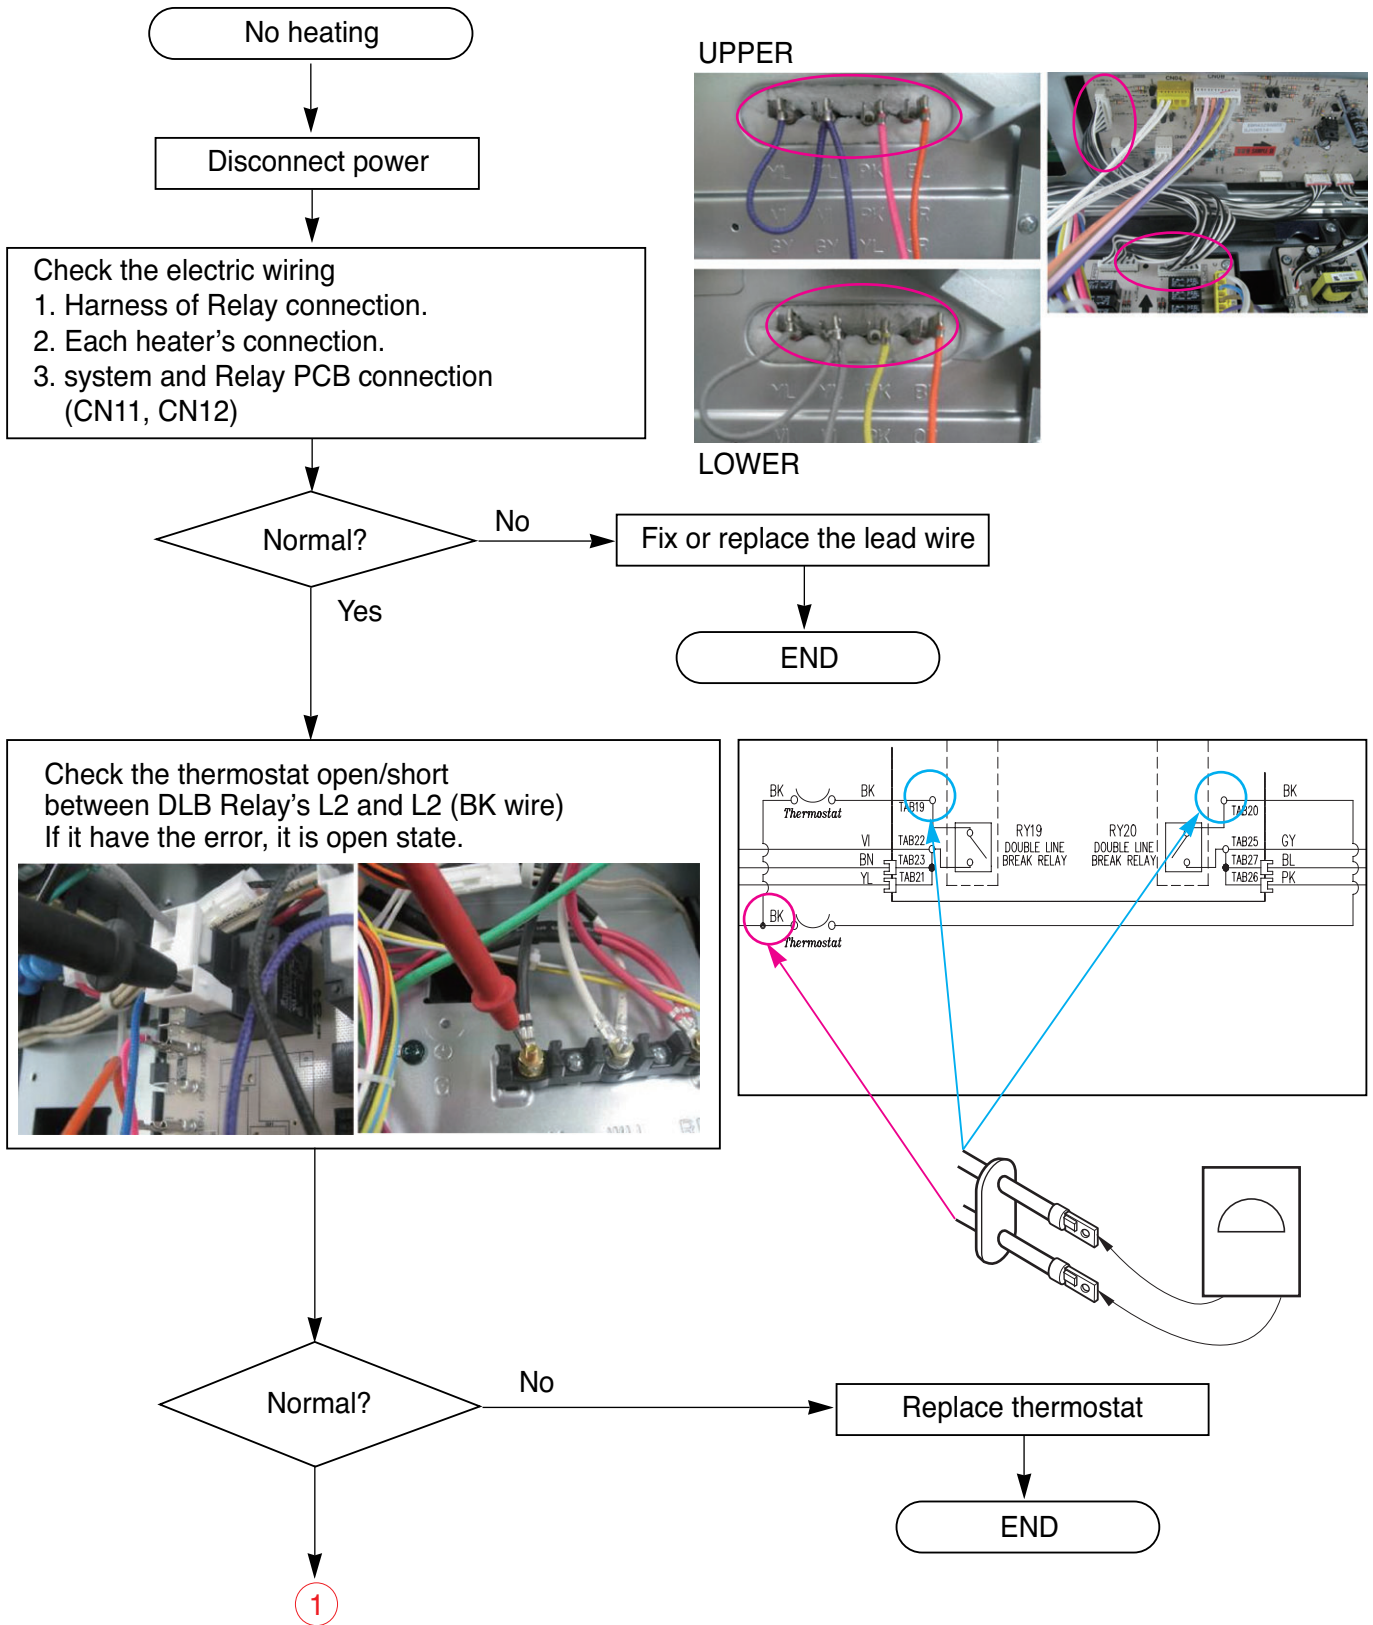 No heating
UPPER
Disconnect power
Check the electric wiring
1. Harness of Relay connection.
2. Each heater's connection.
3. system and Relay PCB connection
(CN11, CN12)
LOWER
Normal?
No
Fix or replace the lead wire
Yes
END
Check the thermostat open/short
between DLB Relay's L2 and L2 (BK wire)
If it have the error, it is open state.
BK
BK
Thermostat
TAB19
VI
TAB22
BN
TAB23
YL
TAB21
RY19
DOUBLE LINE
BREAK RELAY
RY20
DOUBLE LINE
BREAK RELAY
BK
TAB20
TAB25
GY
TAB27
BL
TAB26
PK
BK
Thermostat
Normal?
No
Replace thermostat
END
1